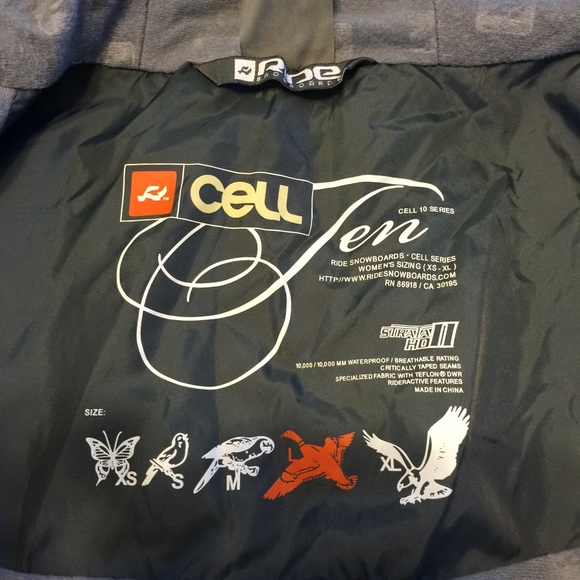 RIDE
SNOWBOARDS
CELL
Ten
CELL 10 SERIES
RIDE SNOWBOARDS - CELL SERIES
WOMEN'S SIZING ( XS - XL )
HTTP://WWW.RIDESNOWBOARDS.COM
RN 86918 / CA 30195
STRATA
HD II
10,000 / 10,000 MM WATERPROOF / BREATHABLE RATING
CRITICALLY TAPED SEAMS
SPECIALIZED FABRIC WITH TEFLON® DWR
RIDERACTIVE FEATURES
MADE IN CHINA
SIZE:
XS S M L XL